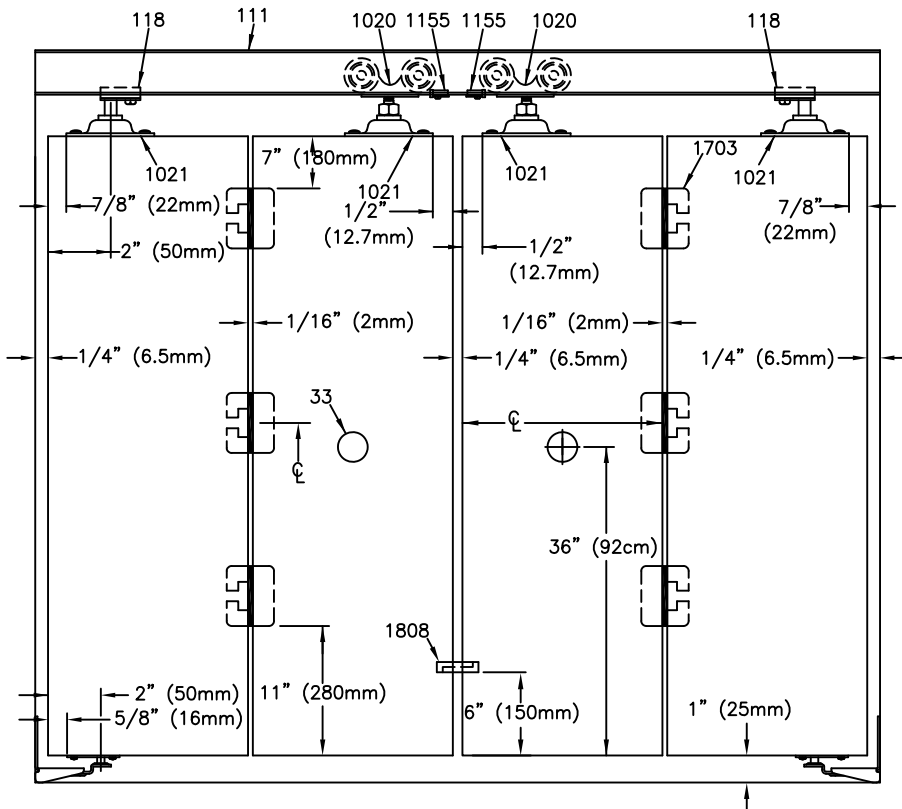 118
111
1020
1155
1155
1020
118
7” (180mm)
1703
1021
1021
1021
1021
7/8” (22mm)
1/2”
(12.7mm)
7/8”
(22mm)
2” (50mm)
1/2”
(12.7mm)
1/16” (2mm)
1/16” (2mm)
1/4” (6.5mm)
1/4” (6.5mm)
1/4” (6.5mm)
33
℄
℄
36” (92cm)
1808
2” (50mm)
11” (280mm)
6” (150mm)
1” (25mm)
5/8” (16mm)